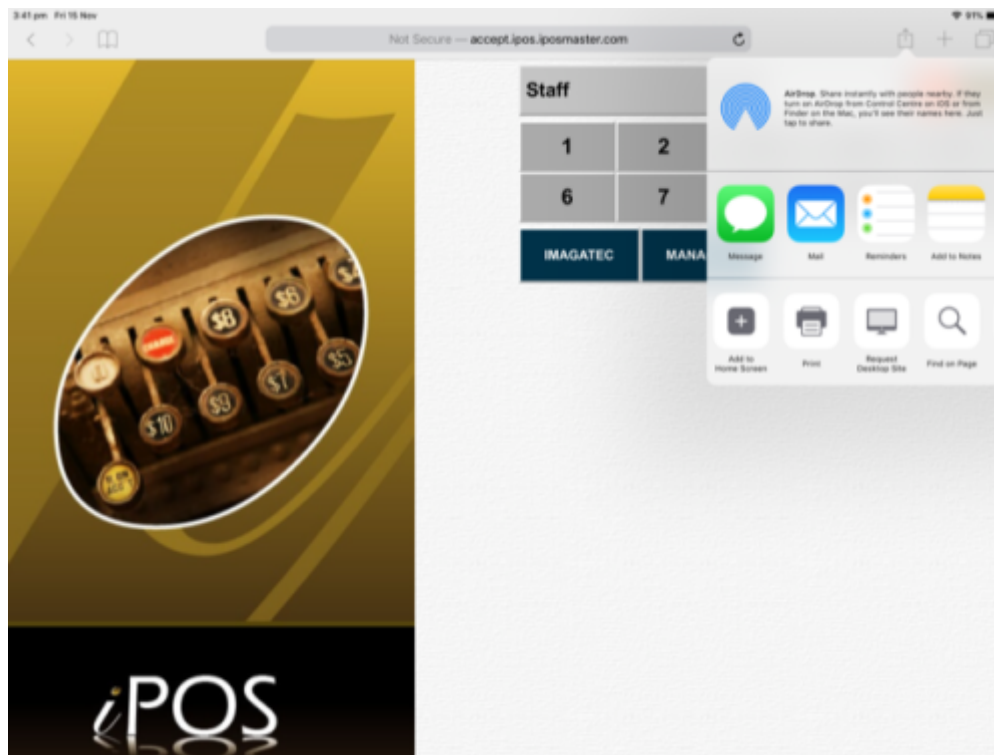 3:41 pm Fri 15 Nov
91%
Not Secure — accept.ipos.iposmaster.com
Staff
1 2
6 7
IMAGATEC MANA
AirDrop. Share instantly with people nearby. If they
turn on AirDrop from Control Centre on iOS or from
Finder on the Mac, you'll see their names here. Just
tap to share.
Message Mail Reminders Add to Notes
Add to
Home Screen
Print
Request
Desktop Site
Find on Page
$8
$6
CHANGE
$10
$9
$7
$5
iPOS